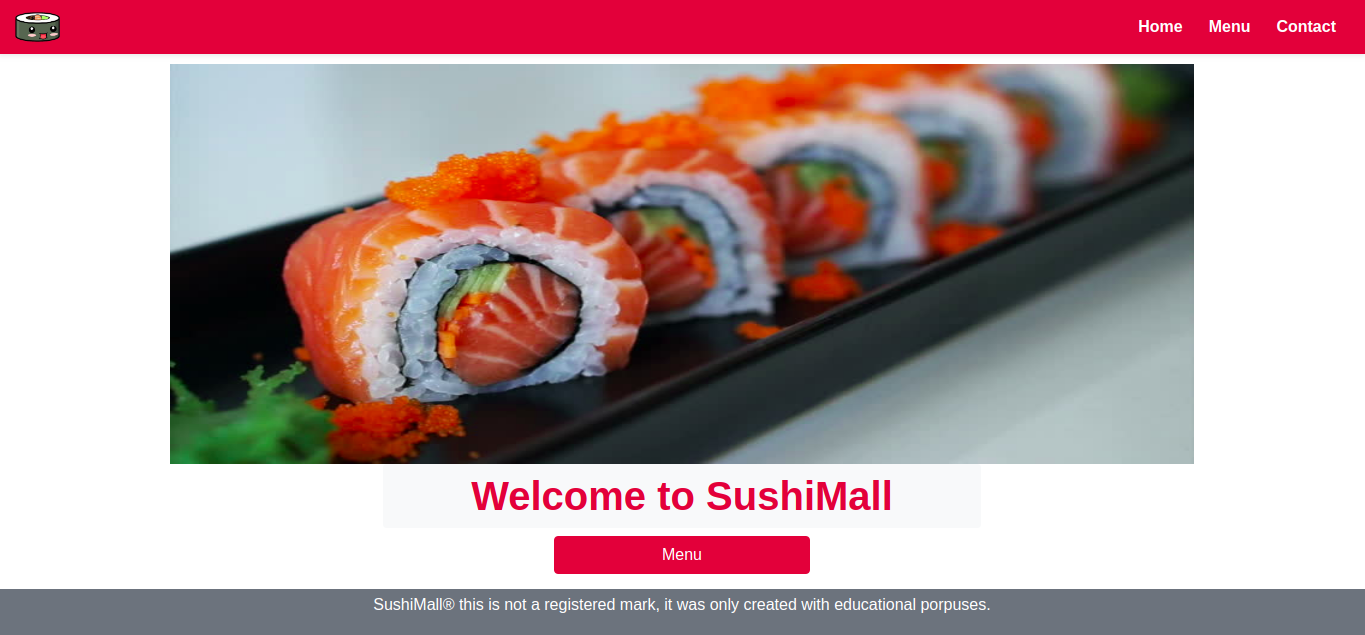 Home Menu Contact
Welcome to SushiMall
Menu
SushiMall® this is not a registered mark, it was only created with educational porpuses.